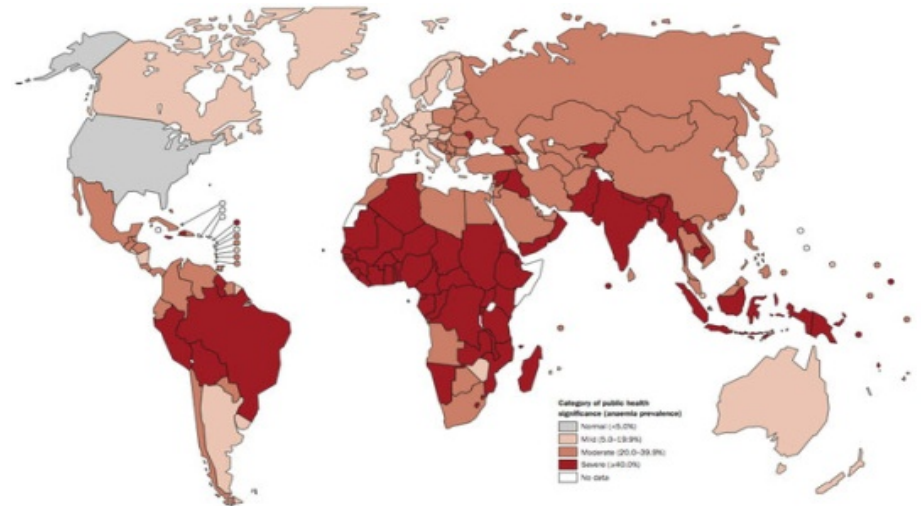 Category of public health
significance (anaemia prevalence)
Normal (<5.0%)
Mild (5.0–19.9%)
Moderate (20.0–39.9%)
Severe (≥40.0%)
No data